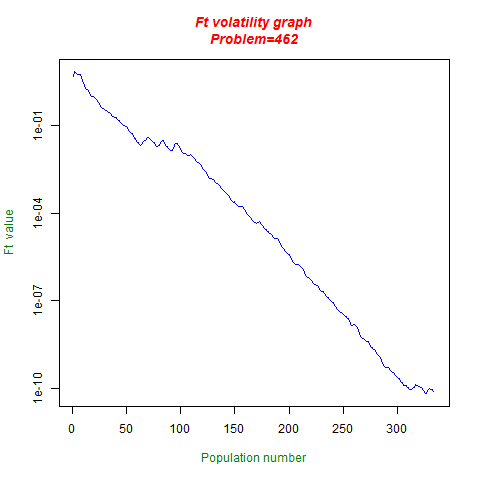 Ft volatility graph
Problem=462
Ft value
1e-01
1e-04
1e-07
1e-10
0 50 100 150 200 250 300
Population number